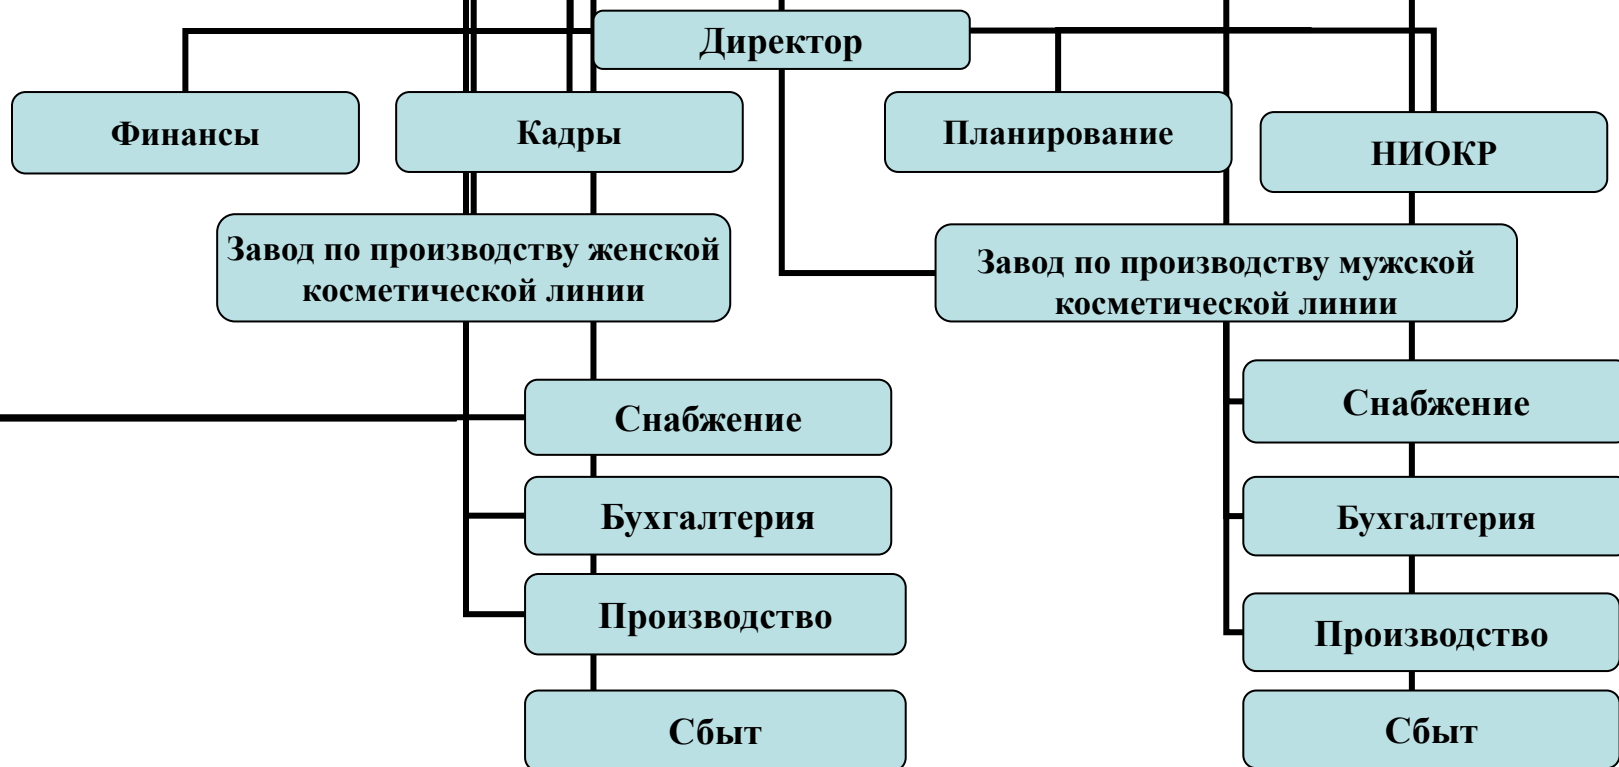 Директор
Финансы
Кадры
Планирование
НИОКР
Завод по производству женской
косметической линии
Завод по производству мужской
косметической линии
Снабжение
Бухгалтерия
Производство
Сбыт
Снабжение
Бухгалтерия
Производство
Сбыт